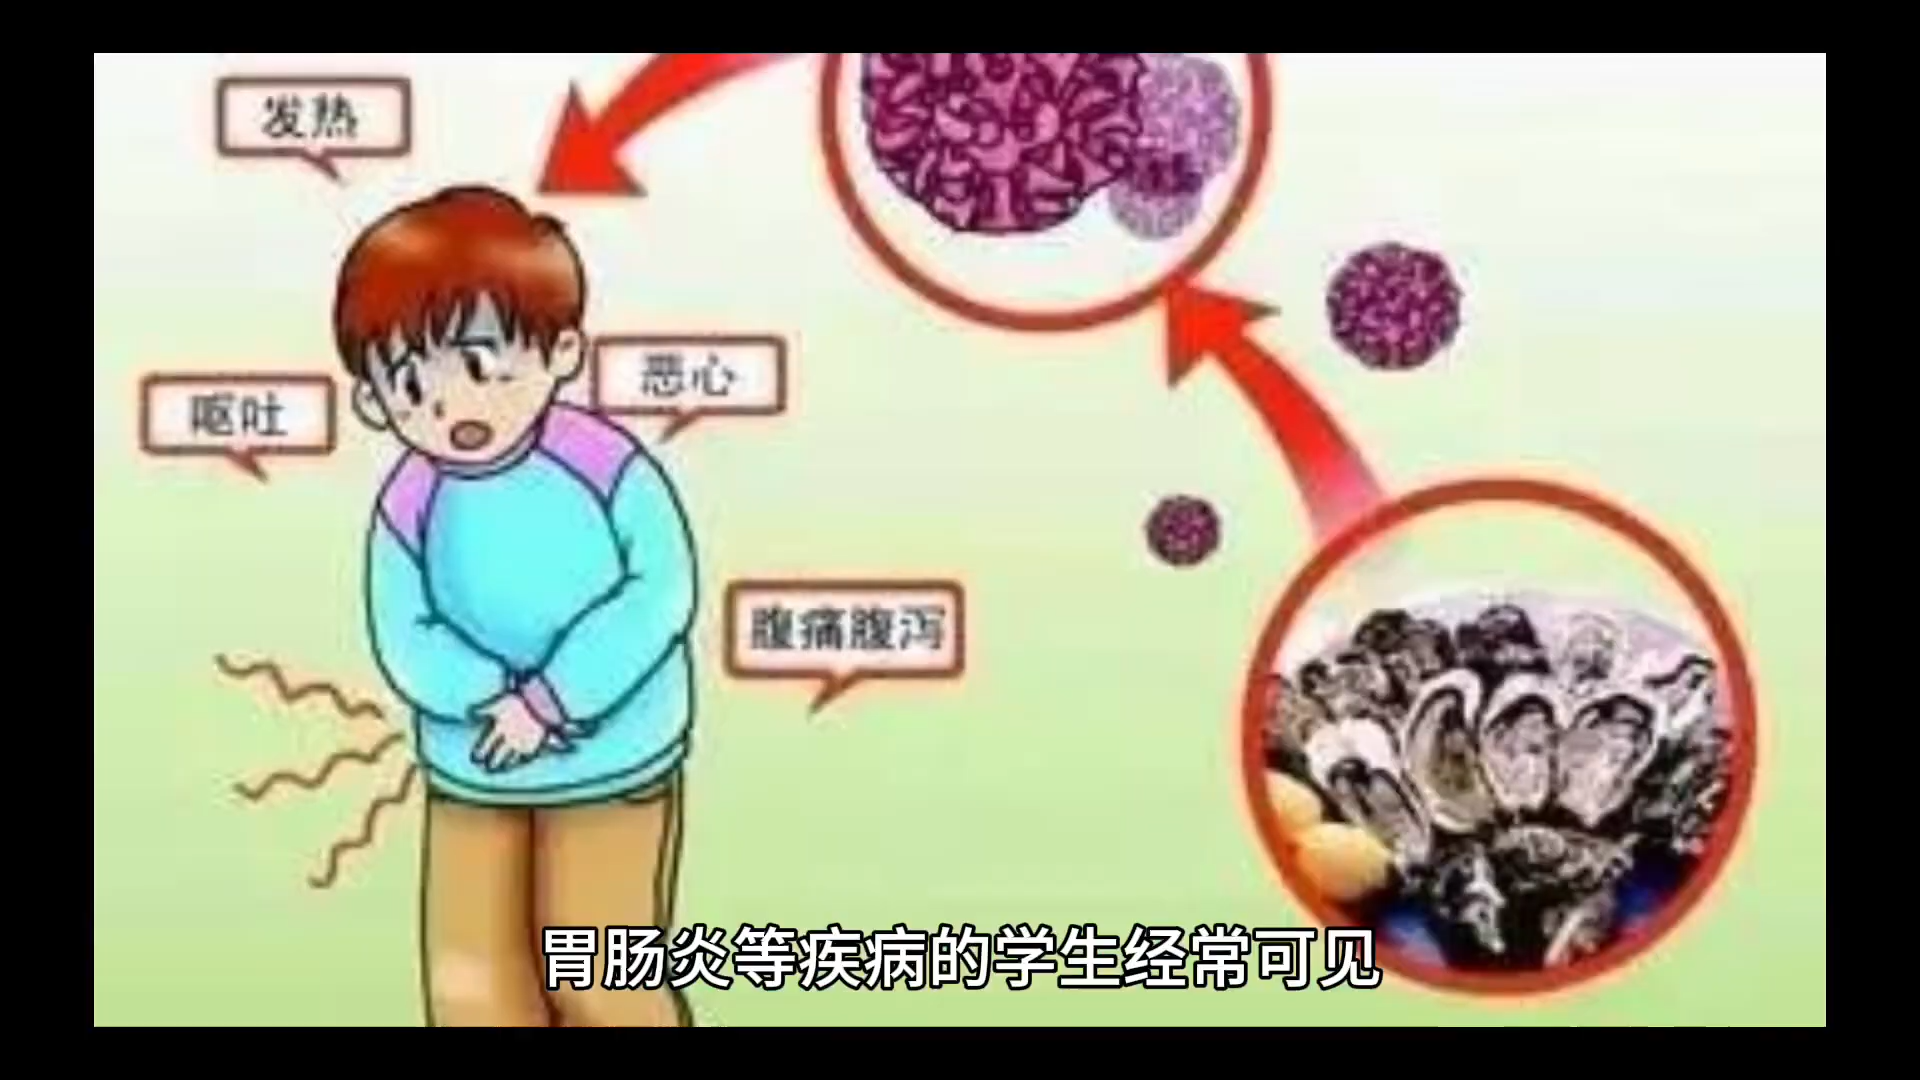 发热
恶心
呕吐
腹痛腹泻
胃肠炎等疾病的学生经常可见